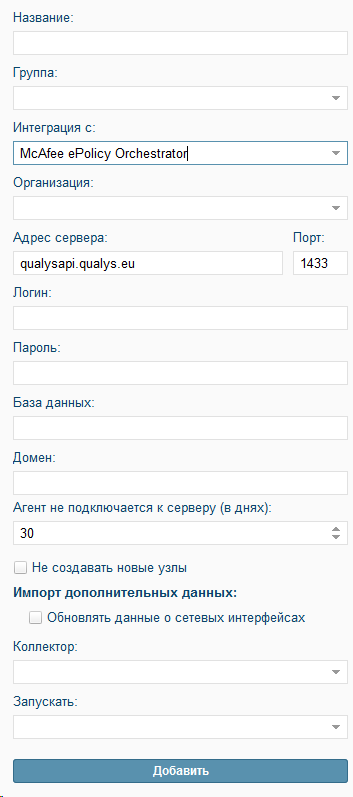 Название:
Группа:
Интеграция с:
McAfee ePolicy Orchestrator
Организация:
Адрес сервера: Порт:
qualysapi.qualys.eu 1433
Логин:
Пароль:
База данных:
Домен:
Агент не подключается к серверу (в днях):
30
Не создавать новые узлы
Импорт дополнительных данных:
Обновлять данные о сетевых интерфейсах
Коллектор:
Запускать:
Добавить